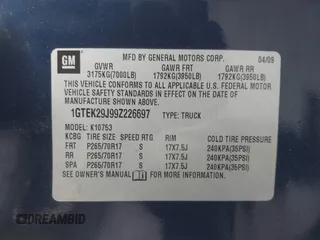 GM
MFD BY GENERAL MOTORS CORP. 04/09
GVWR GAWR FRT GAWR RR
3175KG(7000LB) 1792KG(3950LB) 1792KG(3950LB)
THIS VEHICLE CONFORMS TO ALL APPLICABLE U.S. FEDERAL MOTOR
VEHICLE SAFETY STANDARDS IN EFFECT ON THE DATE OF
MANUFACTURE SHOWN ABOVE.
1GTEK29J99Z226697 TYPE: TRUCK
MODEL: K10753
KCBG TIRE SIZE SPEED RTG RIM COLD TIRE PRESSURE
FRT P265/70R17 S 17X7.5J 240KPA(35PSI)
RR P265/70R17 S 17X7.5J 240KPA(35PSI)
SPA P265/70R17 S 17X7.5J 240KPA(35PSI)
SEE OWNER'S MANUAL FOR ADDITIONAL INFORMATION
DREAMBID